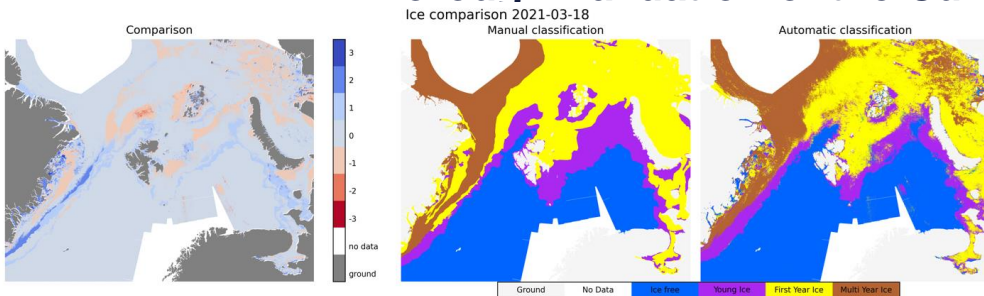 Ice comparison 2021-03-18
Comparison
Manual classification
Automatic classification
3
2
1
0
-1
-2
-3
no data
ground
Ground
No Data
Ice free
Young Ice
First Year Ice
Multi Year Ice